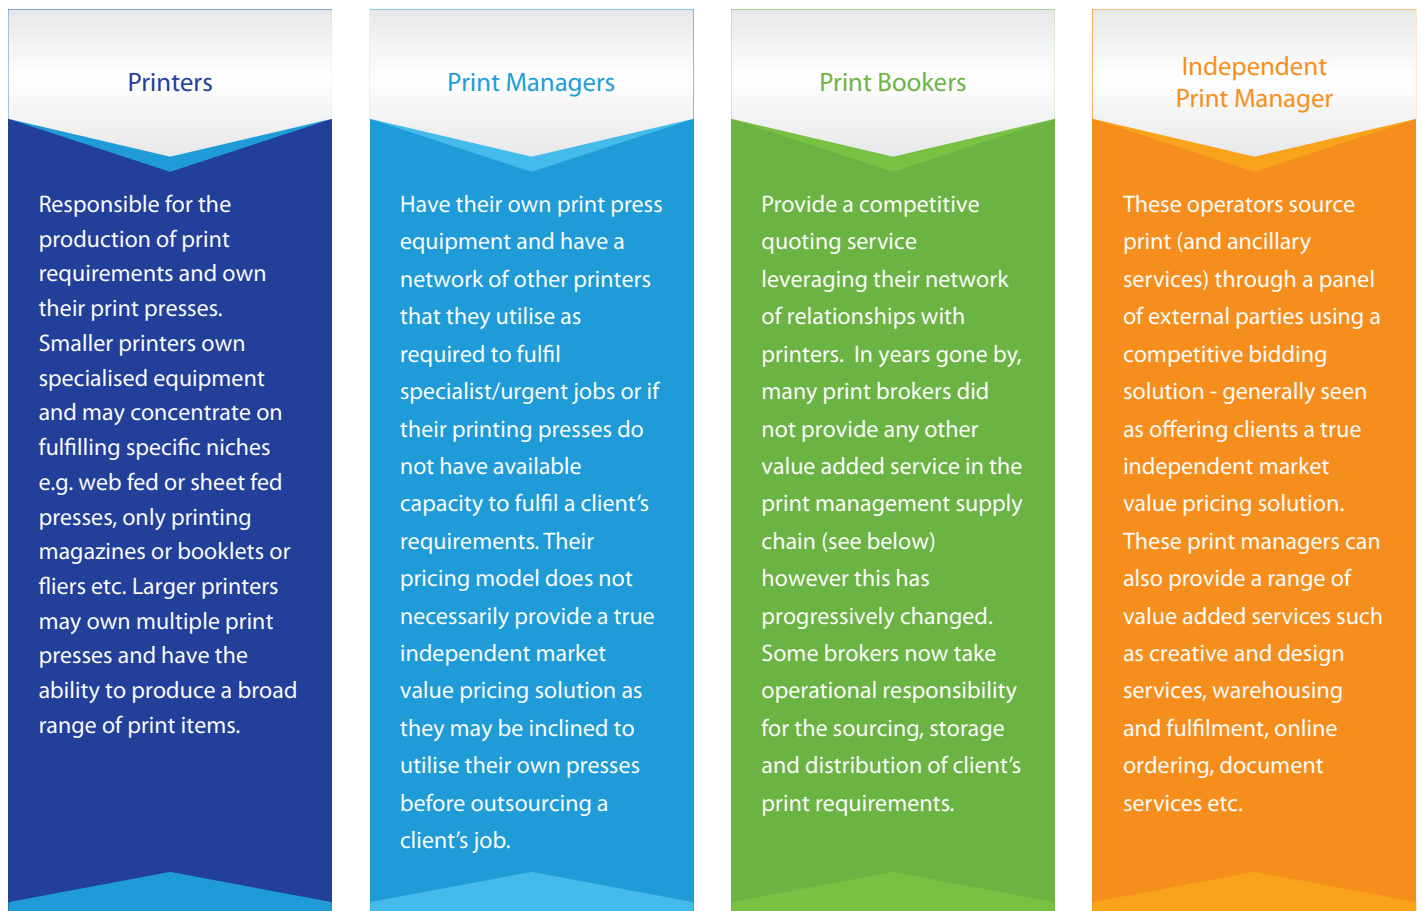 Printers
Responsible for the
production of print
requirements and own
their print presses.
Smaller printers own
specialised equipment
and may concentrate on
fulfilling specific niches
e.g. web fed or sheet fed
presses, only printing
magazines or booklets or
fliers etc. Larger printers
may own multiple print
presses and have the
ability to produce a broad
range of print items.
Print Managers
Have their own print press
equipment and have a
network of other printers
that they utilise as
required to fulfil
specialist/urgent jobs or if
their printing presses do
not have available
capacity to fulfil a client’s
requirements. Their
pricing model does not
necessarily provide a true
independent market
value pricing solution as
they may be inclined to
utilise their own presses
before outsourcing a
client’s job.
Print Bookers
Provide a competitive
quoting service
leveraging their network
of relationships with
printers.  In years gone by,
many print brokers did
not provide any other
value added service in the
print management supply
chain (see below)
however this has
progressively changed.
Some brokers now take
operational responsibility
for the sourcing, storage
and distribution of client’s
print requirements.
Independent
Print Manager
These operators source
print (and ancillary
services) through a panel
of external parties using a
competitive bidding
solution - generally seen
as offering clients a true
independent market
value pricing solution.
These print managers can
also provide a range of
value added services such
as creative and design
services, warehousing
and fulfilment, online
ordering, document
services etc.